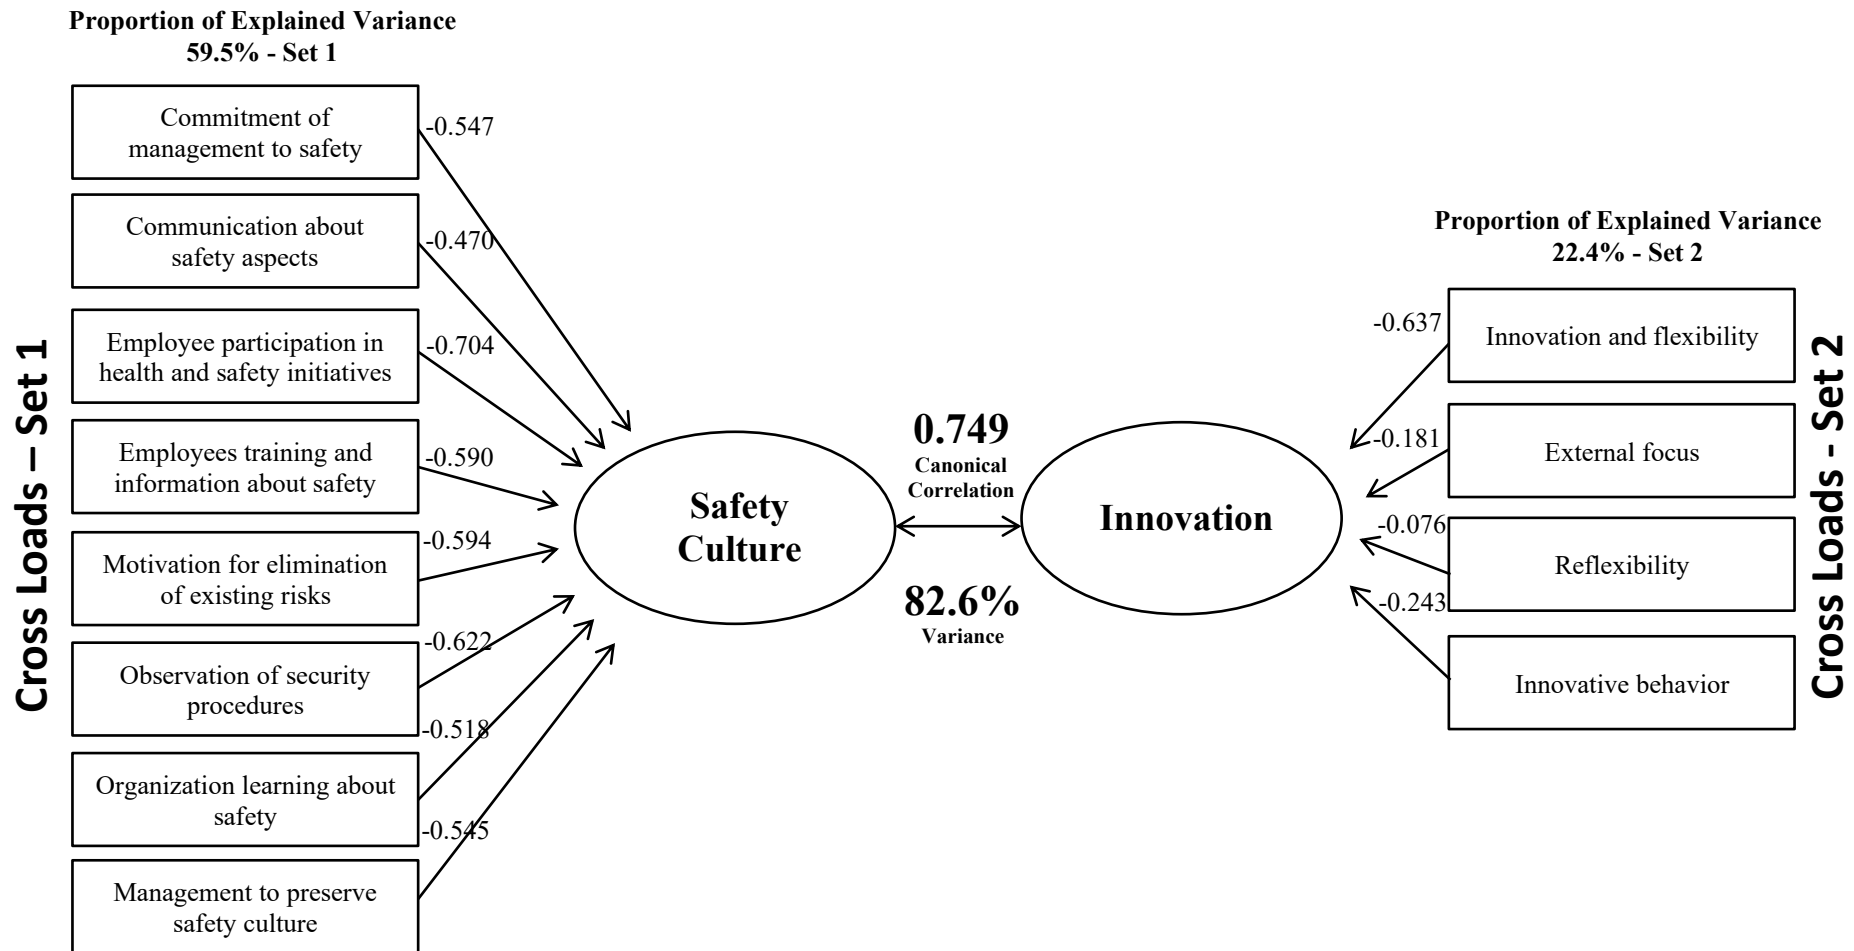 Proportion of Explained Variance
59.5% - Set 1
Cross Loads – Set 1
Commitment of
management to safety
-0.547
Communication about
safety aspects
-0.470
Employee participation in
health and safety initiatives
-0.704
Employees training and
information about safety
-0.590
Motivation for elimination
of existing risks
-0.594
Observation of security
procedures
-0.622
Organization learning about
safety
-0.518
Management to preserve
safety culture
-0.545
Safety
Culture
0.749
Canonical
Correlation
82.6%
Variance
Innovation
Proportion of Explained Variance
22.4% - Set 2
-0.637
Innovation and flexibility
-0.181
External focus
-0.076
Reflexibility
-0.243
Innovative behavior
Cross Loads - Set 2